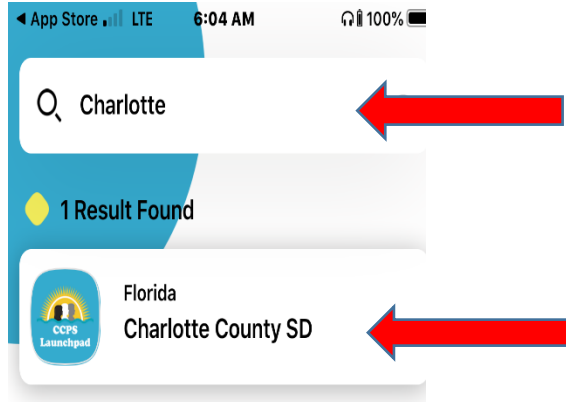 ◀ App Store LTE 6:04 AM 100%
Charlotte
1 Result Found
Florida
Charlotte County SD
CCPS
Launchpad